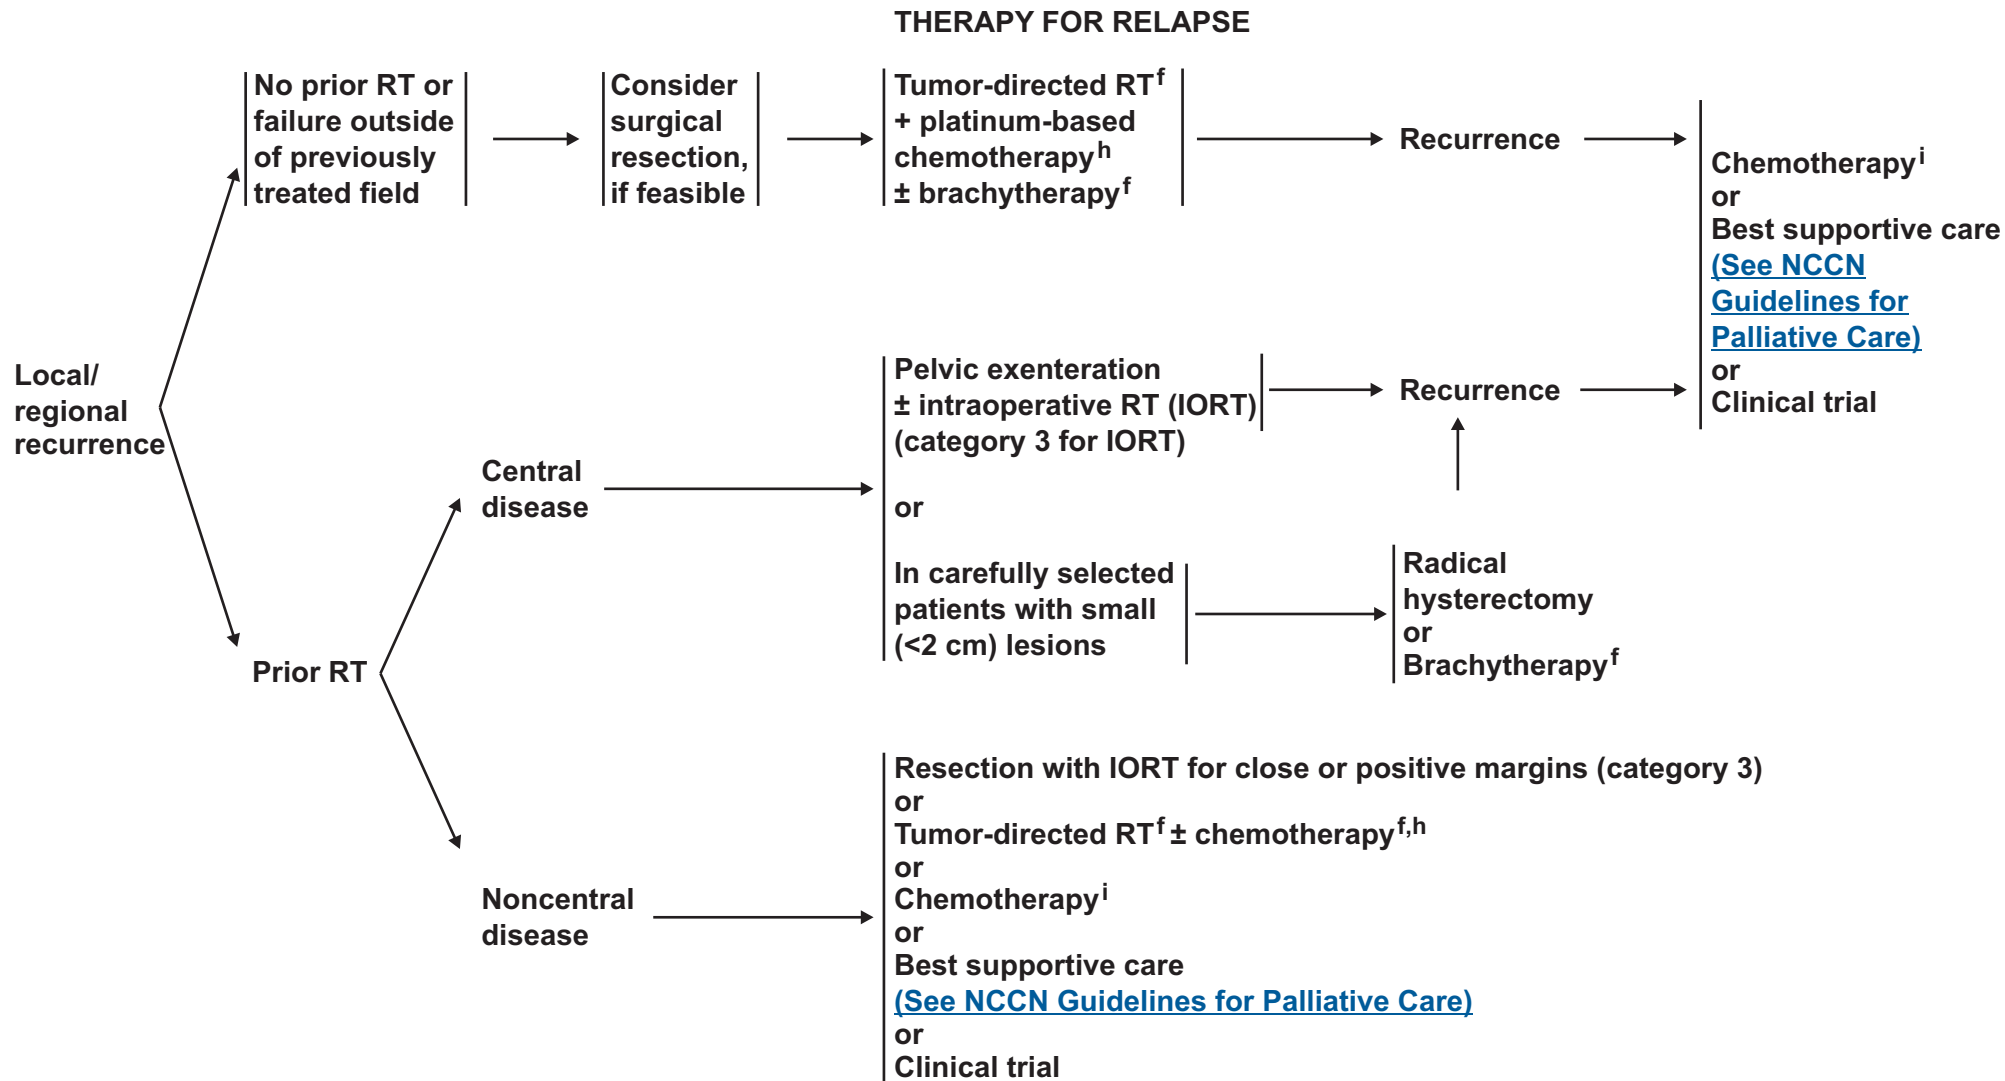 THERAPY FOR RELAPSE
No prior RT or
failure outside
of previously
treated field
Consider
surgical
resection,
if feasible
Tumor-directed RTf
+ platinum-based
chemotherapyh
± brachytherapyf
Recurrence
Chemotherapyi
or
Best supportive care
(See NCCN
Guidelines for
Palliative Care)
or
Clinical trial
Local/
regional
recurrence
Prior RT
Central
disease
Pelvic exenteration
± intraoperative RT (IORT)
(category 3 for IORT)
or
In carefully selected
patients with small
(<2 cm) lesions
Recurrence
Radical
hysterectomy
or
Brachytherapyf
Noncentral
disease
Resection with IORT for close or positive margins (category 3)
or
Tumor-directed RTf ± chemotherapyf,h
or
Chemotherapyi
or
Best supportive care
(See NCCN Guidelines for Palliative Care)
or
Clinical trial